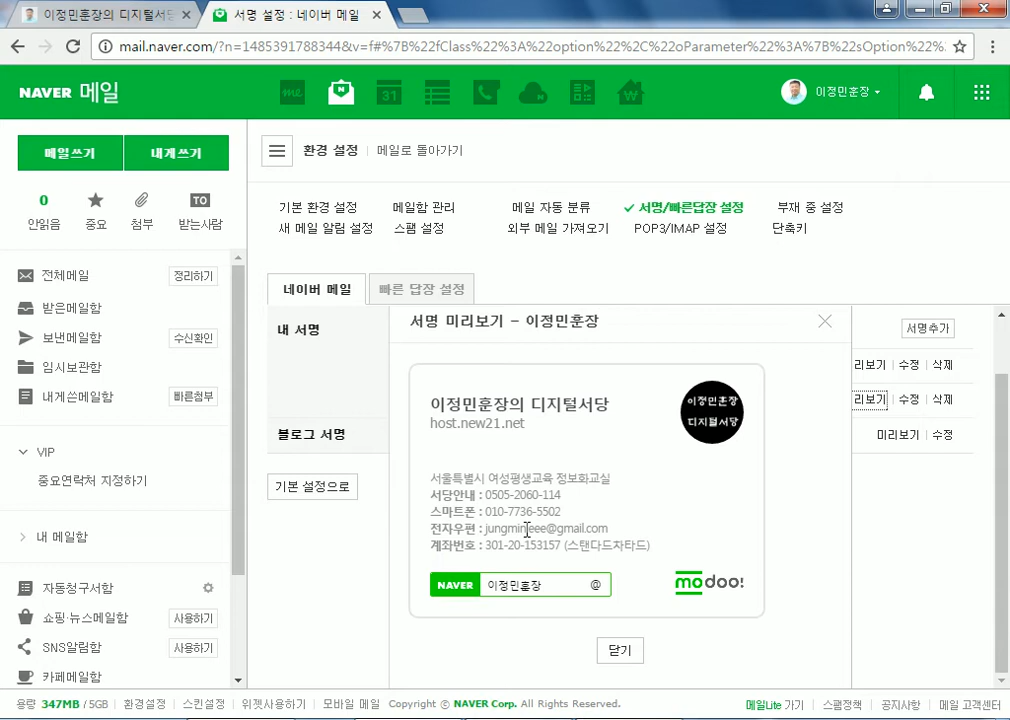 이정민훈장의 디지털서당
서명 설정 : 네이버 메일
mail.naver.com/?n=1485391788344&v=f#%7B%22fClass%22%3A%22option%22%2C%22oParameter%22%3A%7B%22sOption%22%
NAVER 메일
me
31
W
이정민훈장
메일쓰기 내게쓰기
환경 설정 메일로 돌아가기
0
TO
안읽음 중요 첨부 받는사람
기본 환경 설정 메일함 관리 메일 자동 분류 서명/빠른답장 설정 부재 중 설정
새 메일 알림 설정 스팸 설정 외부 메일 가져오기 POP3/IMAP 설정 단축키
전체메일 정리하기
받은메일함
보낸메일함 수신확인
임시보관함
내게쓴메일함 빠른첨부
VIP
중요연락처 지정하기
내 메일함
자동청구서함
쇼핑·뉴스메일함 사용하기
SNS알림함 사용하기
카페메일함
네이버 메일 빠른 답장 설정
내 서명
서명추가
리보기 수정 삭제
리보기 수정 삭제
블로그 서명
미리보기 수정
기본 설정으로
서명 미리보기 – 이정민훈장
이정민훈장의 디지털서당
host.new21.net
이정민훈장
디지털서당
서울특별시 여성평생교육 정보화교실
서당안내 : 0505-2060-114
스마트폰 : 010-7736-5502
전자우편 : jungminleee@gmail.com
계좌번호 : 301-20-153157 (스탠다드차타드)
NAVER 이정민훈장 @
modoo!
닫기
용량 347MB / 5GB 환경설정 스킨설정 위젯사용하기 모바일 메일 Copyright © NAVER Corp. All Rights Reserved. 메일Lite 가기 스팸정책 공지사항 메일 고객센터